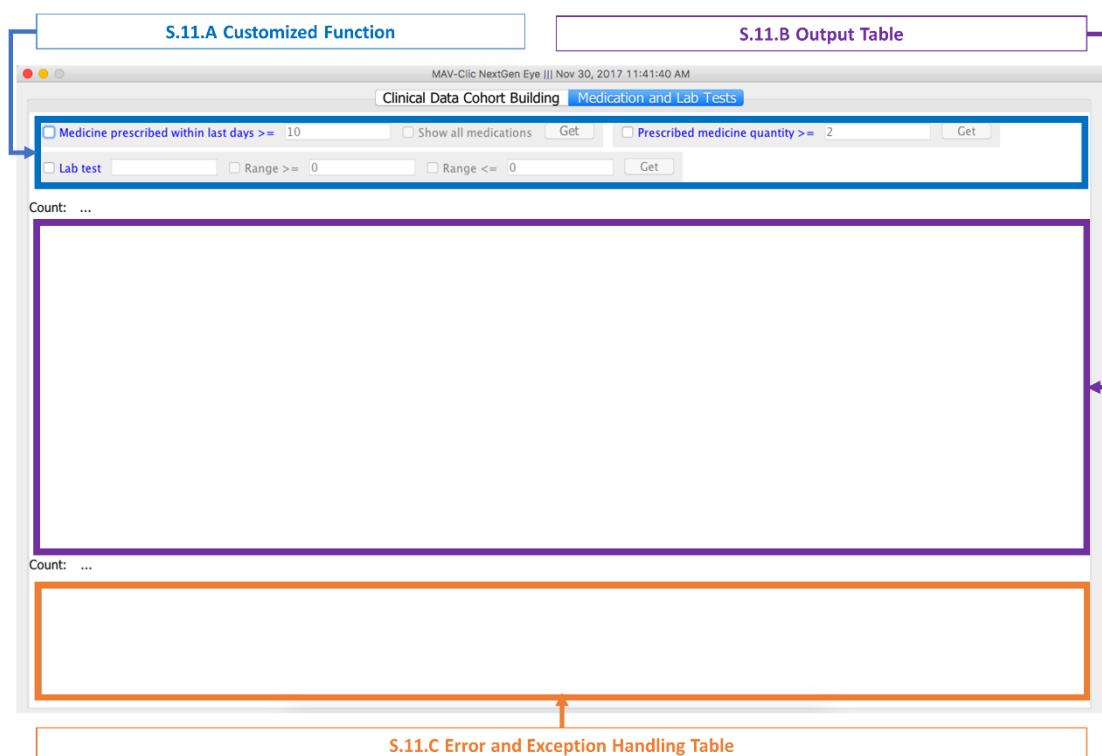 S.11.A Customized Function
S.11.B Output Table
MAV-Clic NextGen Eye ||| Nov 30, 2017 11:41:40 AM
Clinical Data Cohort Building Medication and Lab Tests
Medicine prescribed within last days >= 10 Show all medications Get Prescribed medicine quantity >= 2 Get
Lab test Range >= 0 Range <= 0 Get
Count: ...
Count: ...
S.11.C Error and Exception Handling Table